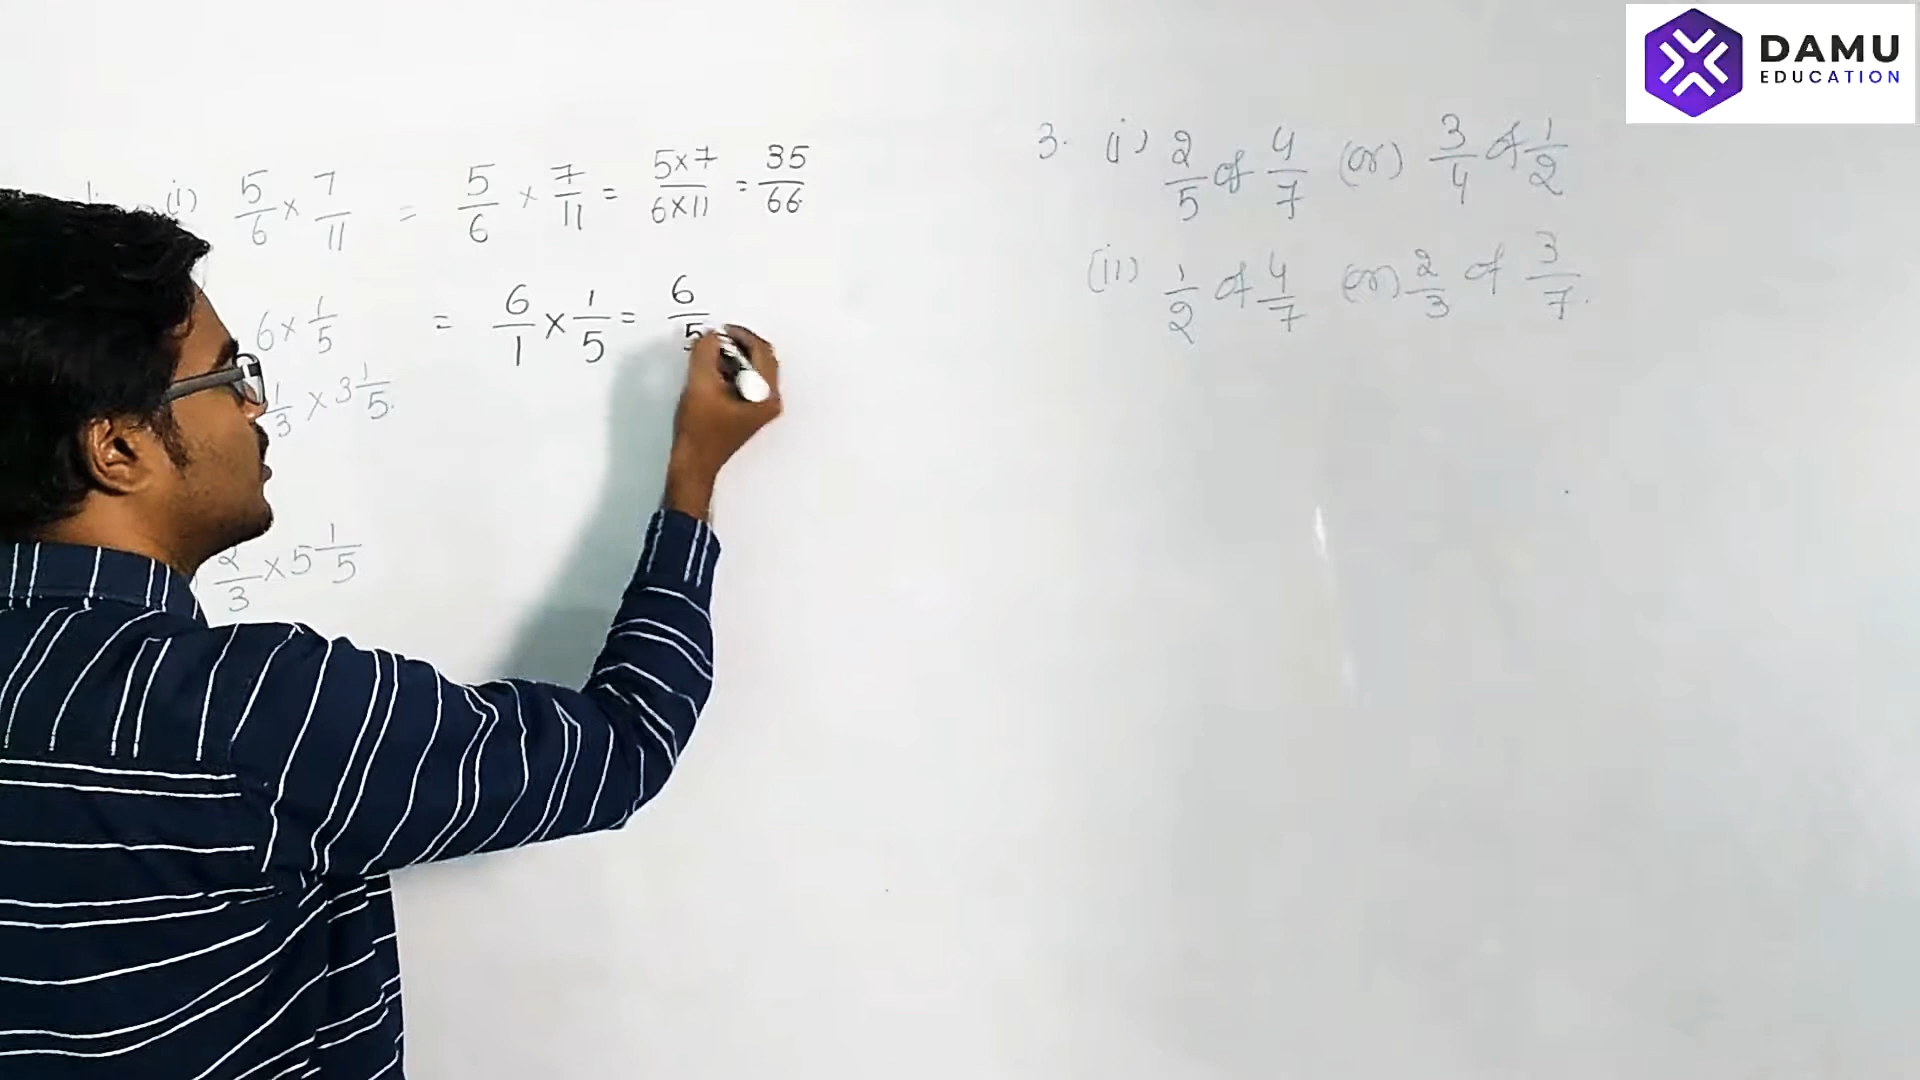 DAMU
EDUCATION
(i) 5/6 × 7/11 = 5/6 × 7/11 = 5×7/6×11 = 35/66
6 × 1/5 = 6/1 × 1/5 = 6/5
1/3 × 3 1/5.
2/3 × 5 1/5
3. (i) 2/5 of 4/7 (or) 3/4 of 1/2
(ii) 1/2 of 4/7 (or) 2/3 of 3/7.